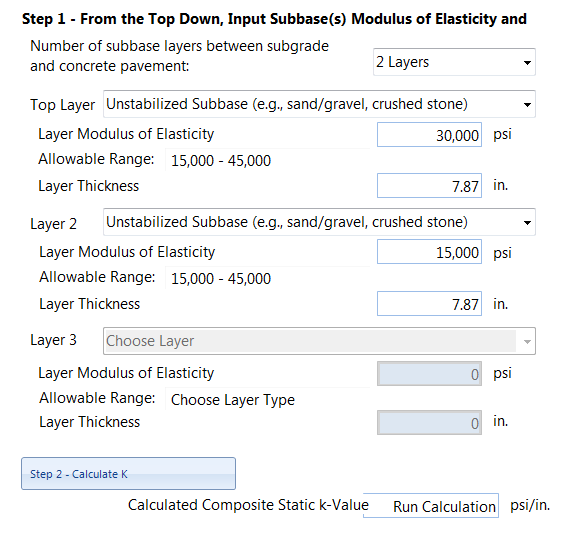 Step 1 - From the Top Down, Input Subbase(s) Modulus of Elasticity and
Number of subbase layers between subgrade
and concrete pavement:
2 Layers
Top Layer Unstabilized Subbase (e.g., sand/gravel, crushed stone)
Layer Modulus of Elasticity 30,000 psi
Allowable Range: 15,000 - 45,000
Layer Thickness 7.87 in.
Layer 2 Unstabilized Subbase (e.g., sand/gravel, crushed stone)
Layer Modulus of Elasticity 15,000 psi
Allowable Range: 15,000 - 45,000
Layer Thickness 7.87 in.
Layer 3 Choose Layer
Layer Modulus of Elasticity 0 psi
Allowable Range: Choose Layer Type
Layer Thickness 0 in.
Step 2 - Calculate K
Calculated Composite Static k-Value Run Calculation psi/in.